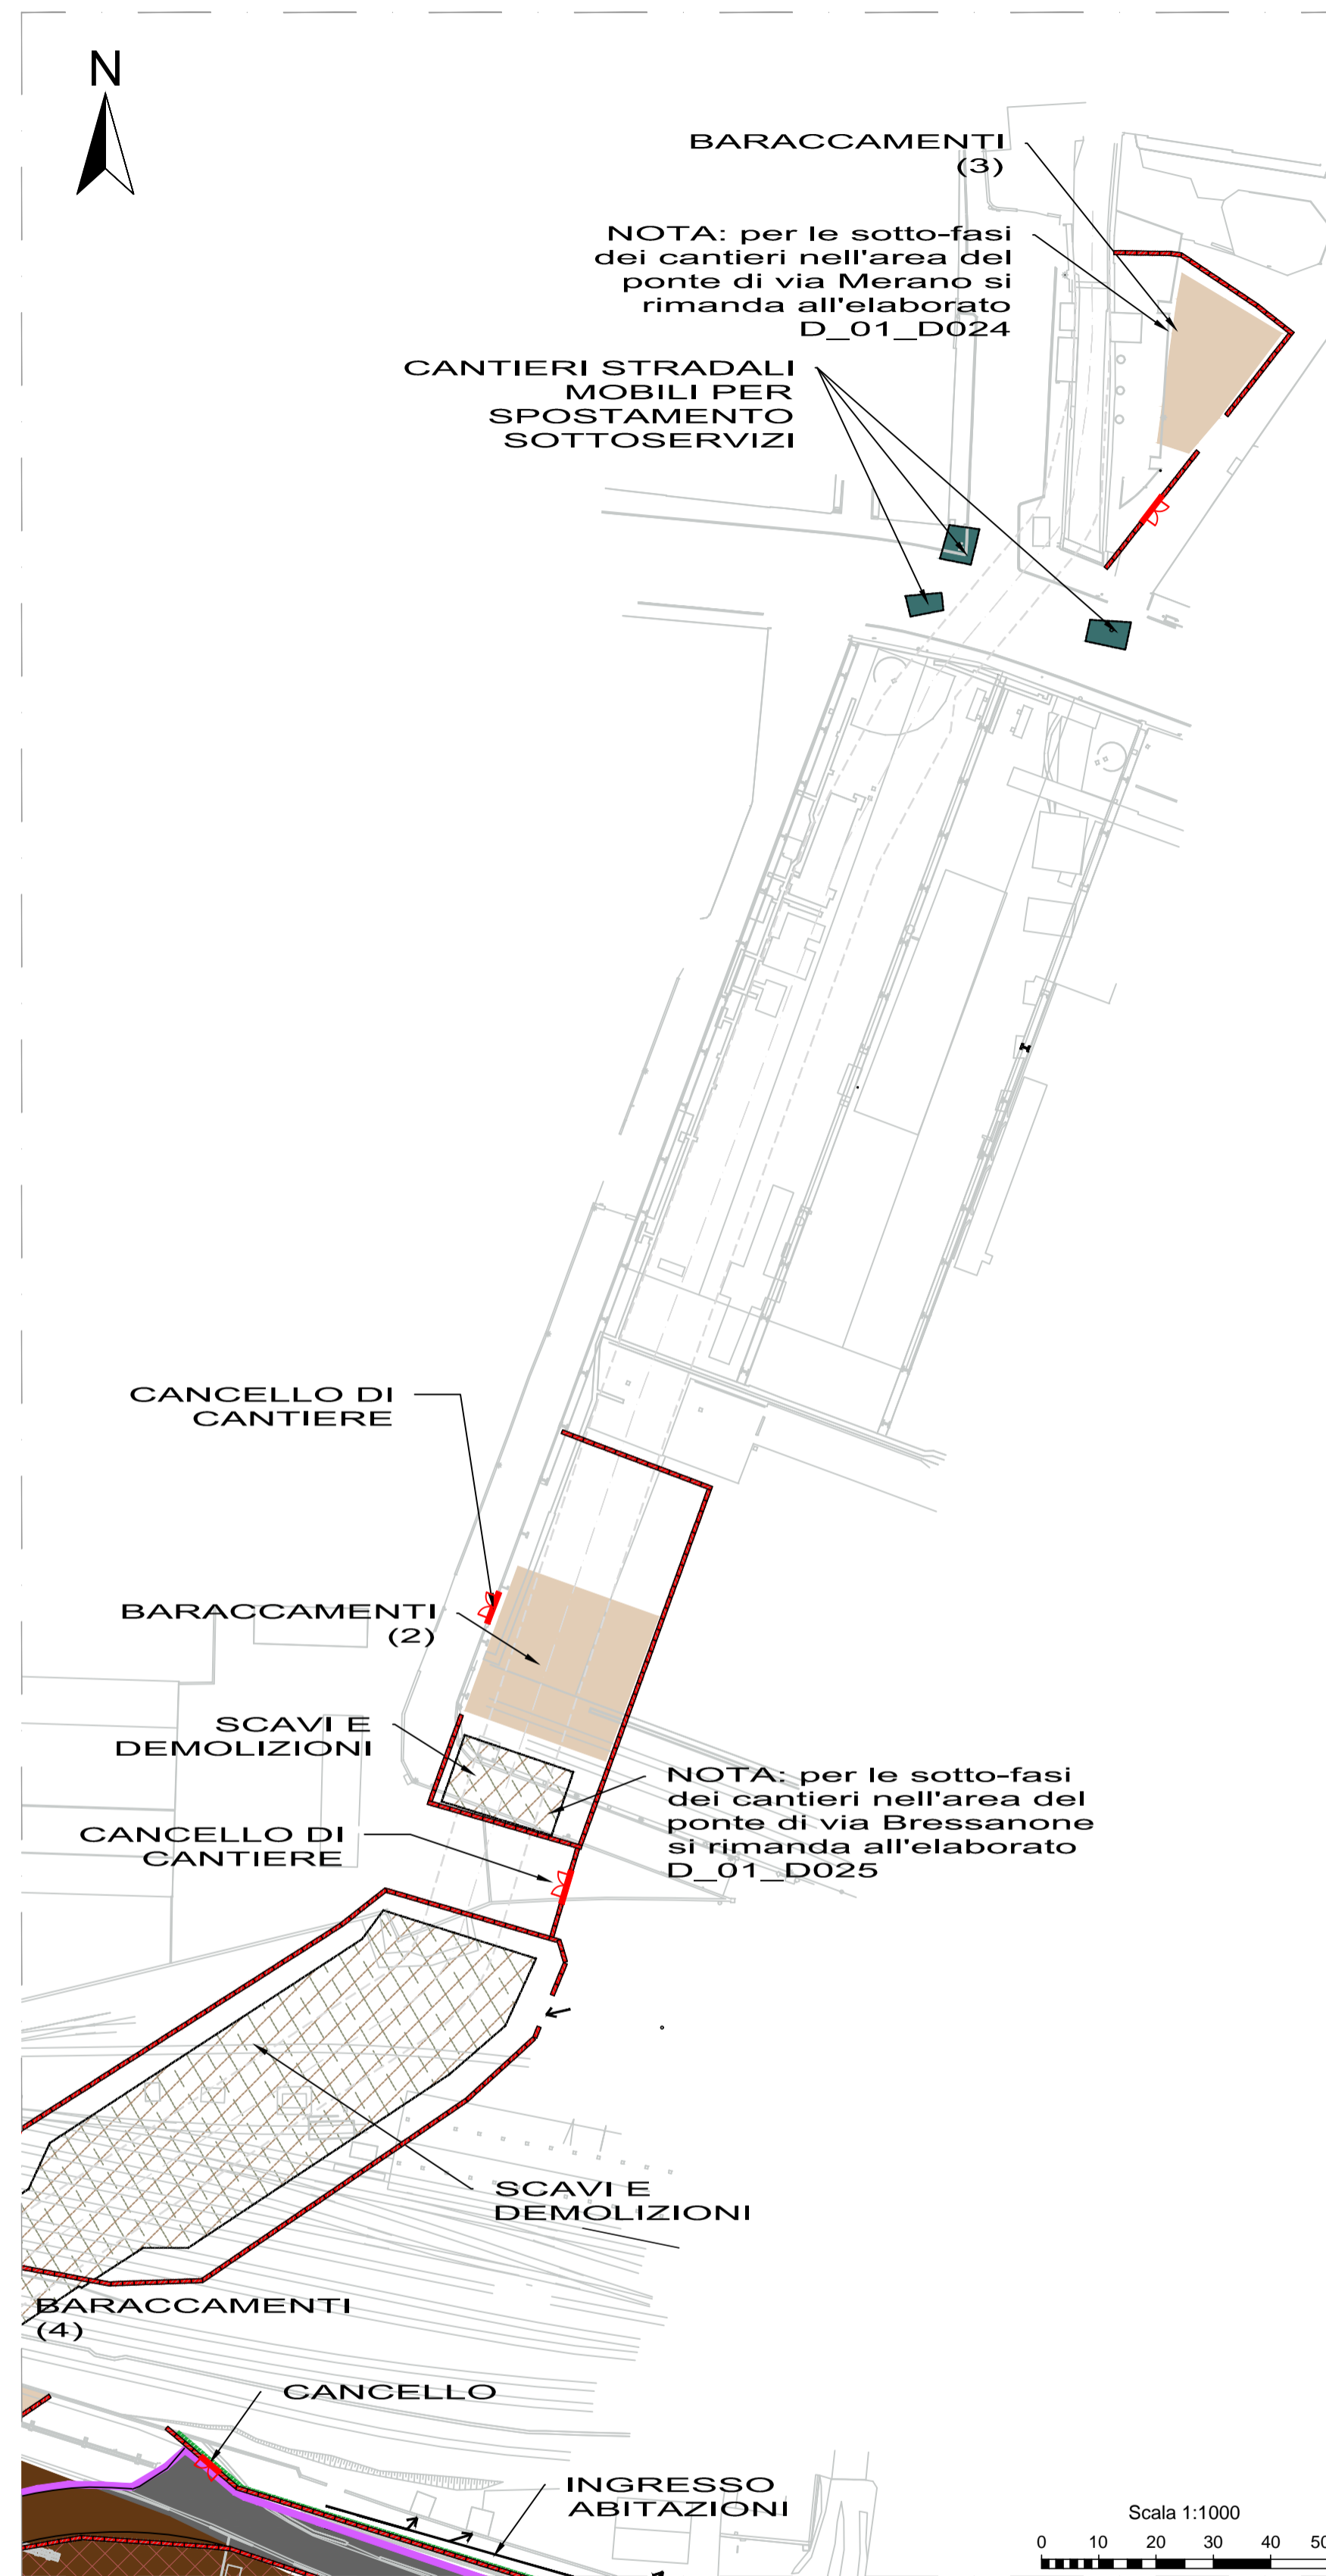 N
BARACCAMENTI
(3)
NOTA: per le sotto-fasi
dei cantieri nell'area del
ponte di via Merano si
rimanda all'elaborato
D_01_D024
CANTIERI STRADALI
MOBILI PER
SPOSTAMENTO
SOTTOSERVIZI
CANCELLO DI
CANTIERE
BARACCAMENTI
(2)
SCAVI E
DEMOLIZIONI
NOTA: per le sotto-fasi
dei cantieri nell'area del
ponte di via Bressanone
si rimanda all'elaborato
D_01_D025
CANCELLO DI
CANTIERE
SCAVI E
DEMOLIZIONI
BARACCAMENTI
(4)
CANCELLO
INGRESSO
ABITAZIONI
Scala 1:1000
0 10 20 30 40 50